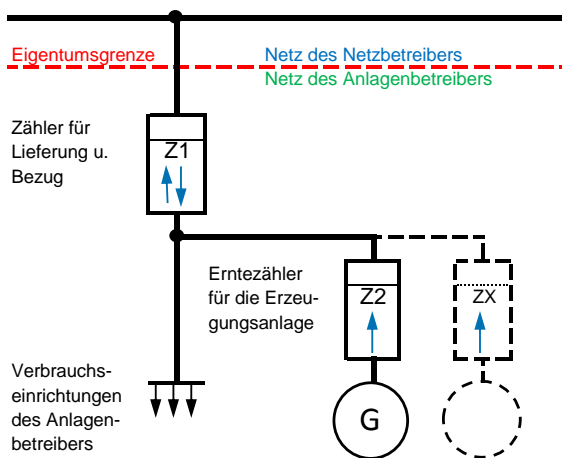 Eigentumsgrenze
Netz des Netzbetreibers
Netz des Anlagenbetreibers
Zähler für
Lieferung u.
Bezug
Z1
Erntezähler
für die Erzeu-
gungsanlage
Z2
ZX
Verbrauchs-
einrichtungen
des Anlagen-
betreibers
G